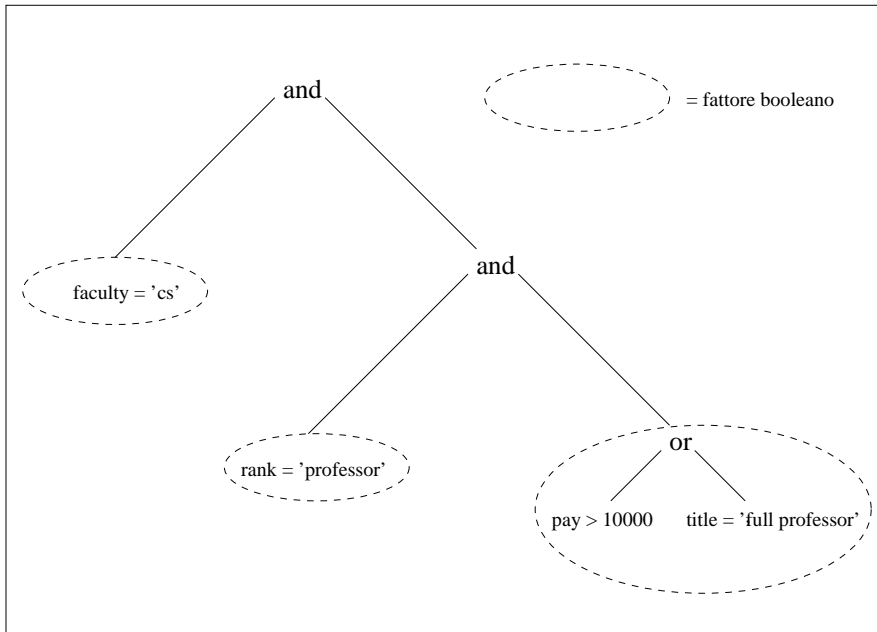 and
= fattore booleano
and
faculty = ’cs’
or
rank = ’professor’
pay > 10000
title = ’full professor’